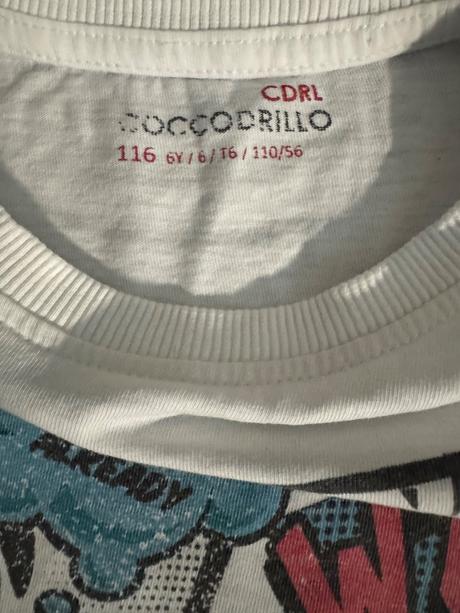 CDRL
COCCODRILLO
116 6Y / 6 / T6 / 110/56
ALREADY
W